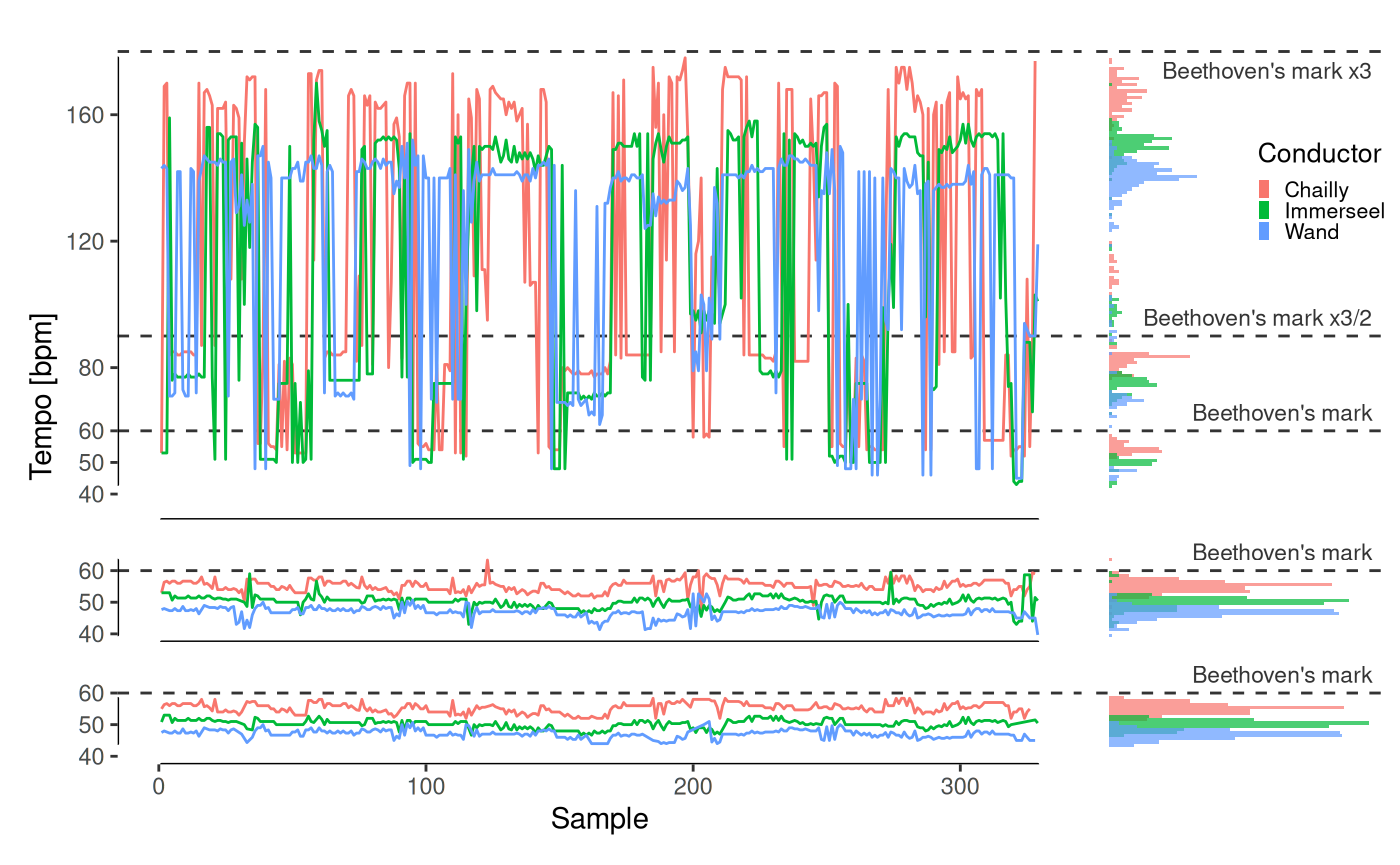 Beethoven's mark x3
160
Conductor
Chailly
Immerseel
Wand
120
Beethoven's mark x3/2
80
Beethoven's mark
60
50
40
Tempo [bpm]
Beethoven's mark
60
50
40
Beethoven's mark
60
50
40
0 100 200 300
Sample